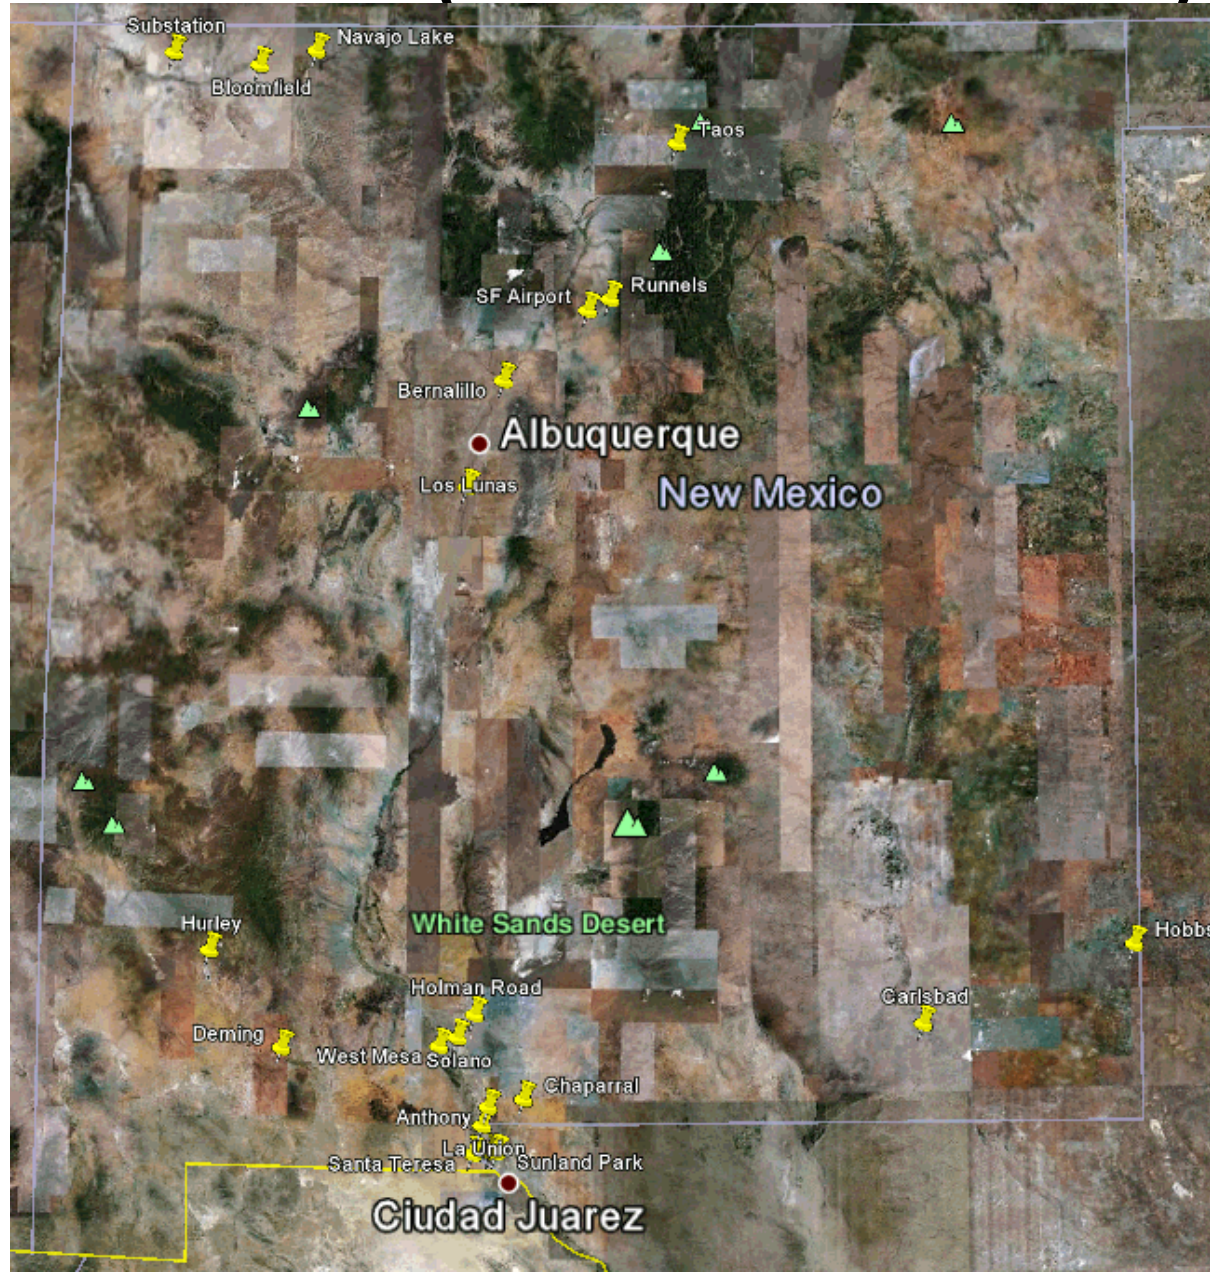 Substation
Navajo Lake
Bloomfield
Taos
Runnels
SF Airport
Bernalillo
Albuquerque
Los Lunas
New Mexico
Hurley
White Sands Desert
Hobbs
Holman Road
Carlsbad
Deming
West Mesa
Solano
Chaparral
Anthony
La Union
Santa Teresa
Sunland Park
Ciudad Juarez